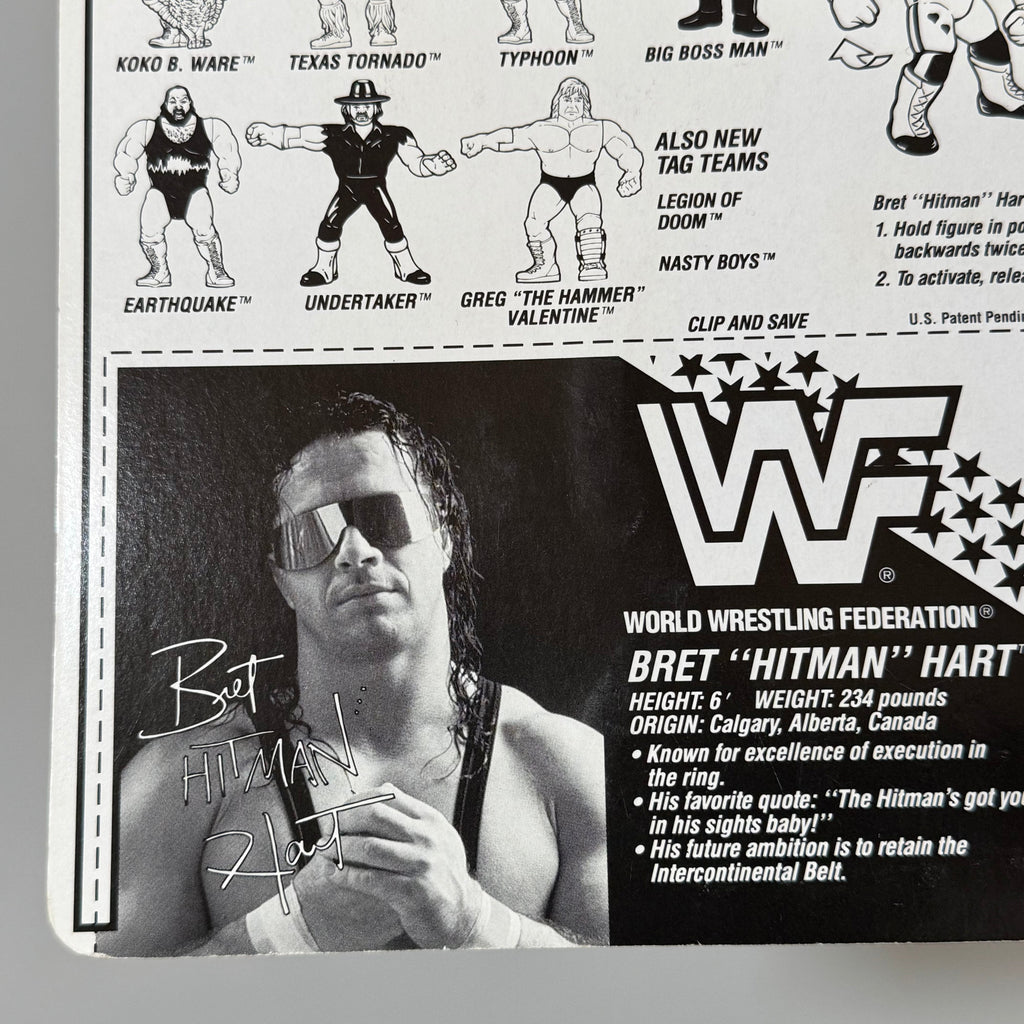 KOKO B. WARE™
TEXAS TORNADO™
TYPHOON™
BIG BOSS MAN™
EARTHQUAKE™
UNDERTAKER™
GREG "THE HAMMER"
VALENTINE™
ALSO NEW
TAG TEAMS
LEGION OF
DOOM™
NASTY BOYS™
Bret "Hitman" Har
1. Hold figure in po
backwards twice
2. To activate, relea
U.S. Patent Pendi
CLIP AND SAVE
Bret
HITMAN
Hart
WF®
WORLD WRESTLING FEDERATION®
BRET "HITMAN" HART™
HEIGHT: 6' WEIGHT: 234 pounds
ORIGIN: Calgary, Alberta, Canada
• Known for excellence of execution in
the ring.
• His favorite quote: "The Hitman's got you
in his sights baby!"
• His future ambition is to retain the
Intercontinental Belt.